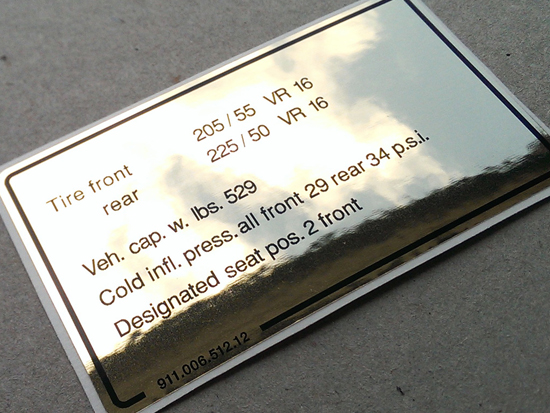 Tire front 205/55 VR 16
rear 225/50 VR 16
Veh. cap. w. lbs. 529
Cold infl. press. all front 29 rear 34 p.s.i.
Designated seat pos. 2 front
911.006.512.12